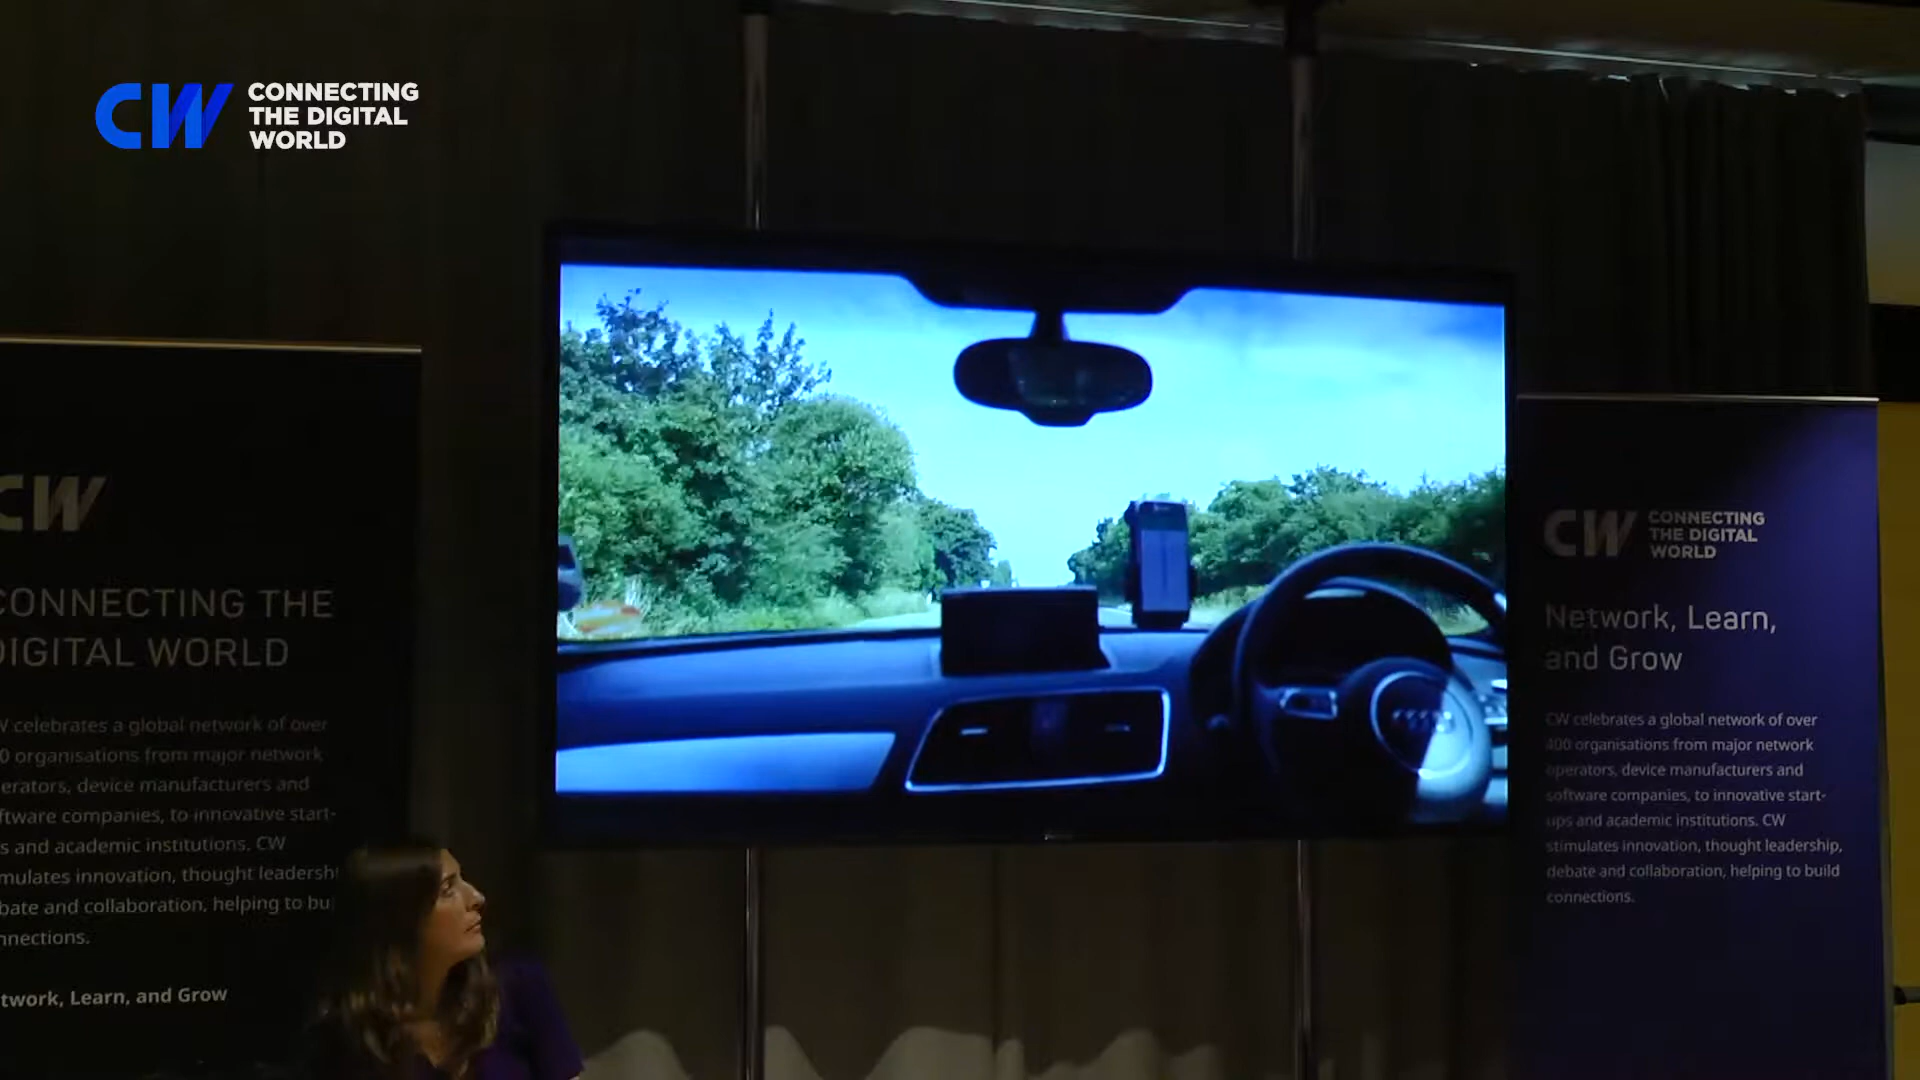 CW CONNECTING
THE DIGITAL
WORLD
CW
CONNECTING THE
DIGITAL WORLD
W celebrates a global network of over
0 organisations from major network
erators, device manufacturers and
ftware companies, to innovative start-
s and academic institutions. CW
mulates innovation, thought leadersh
bate and collaboration, helping to bu
nnections.
twork, Learn, and Grow
CW CONNECTING
THE DIGITAL
WORLD
Network, Learn,
and Grow
CW celebrates a global network of over
400 organisations from major network
operators, device manufacturers and
software companies, to innovative start-
ups and academic institutions. CW
stimulates innovation, thought leadership,
debate and collaboration, helping to build
connections.